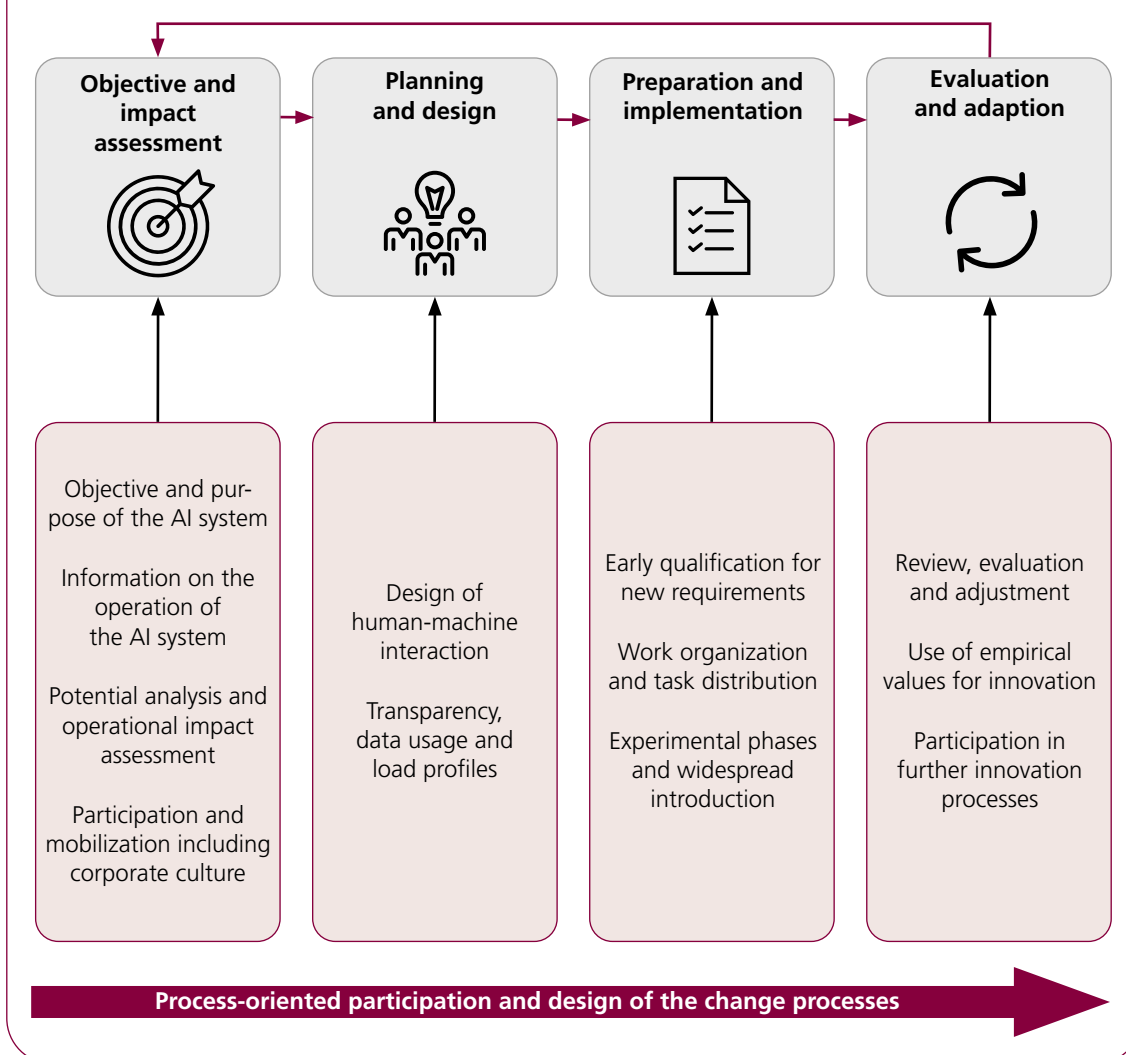 Objective and
impact
assessment
Planning
and design
Preparation and
implementation
Evaluation
and adaption
Objective and pur-
pose of the AI system
Information on the
operation of
the AI system
Potential analysis and
operational impact
assessment
Participation and
mobilization including
corporate culture
Design of
human-machine
interaction
Transparency,
data usage and
load profiles
Early qualification for
new requirements
Work organization
and task distribution
Experimental phases
and widespread
introduction
Review, evaluation
and adjustment
Use of empirical
values for innovation
Participation in
further innovation
processes
Process-oriented participation and design of the change processes